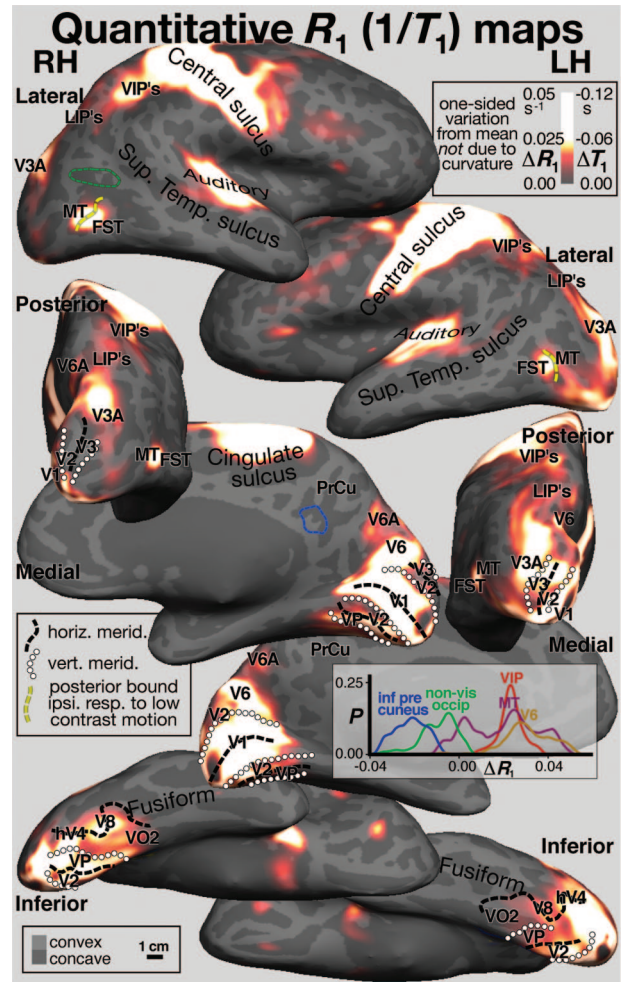 Quantitative R1 (1/T1) maps
RH
LH
Lateral
VIP's
Central sulcus
LIP's
V3A
Sup. Temp. sulcus
Auditory
MT
FST
one-sided
variation
from mean
not due to
curvature
0.05
s-1
0.025
ΔR1
0.00
-0.12
s
-0.06
ΔT1
0.00
Central sulcus
VIP's
Lateral
LIP's
V3A
Auditory
Sup. Temp. sulcus
FST
MT
Posterior
VIP's
V6A
LIP's
V3A
V3
V2
V1
MT
FST
Cingulate
sulcus
PrCu
V6A
V6
V3
V2
V1
VP
V2
Medial
Posterior
VIP's
LIP's
V6
MT
V3A
FST
V3
V2
V1
Medial
horiz. merid.
vert. merid.
posterior bound
ipsi. resp. to low
contrast motion
V6A
PrCu
V6
V2
V1
V2
VP
0.25
P
0.00
-0.04
0.00
ΔR1
0.04
inf pre
cuneus
non-vis
occip
VIP
MT
V6
Fusiform
hV4
V8
VO2
VP
V2
Inferior
Inferior
Fusiform
hV4
V8
VO2
VP
V2
convex
concave
1 cm